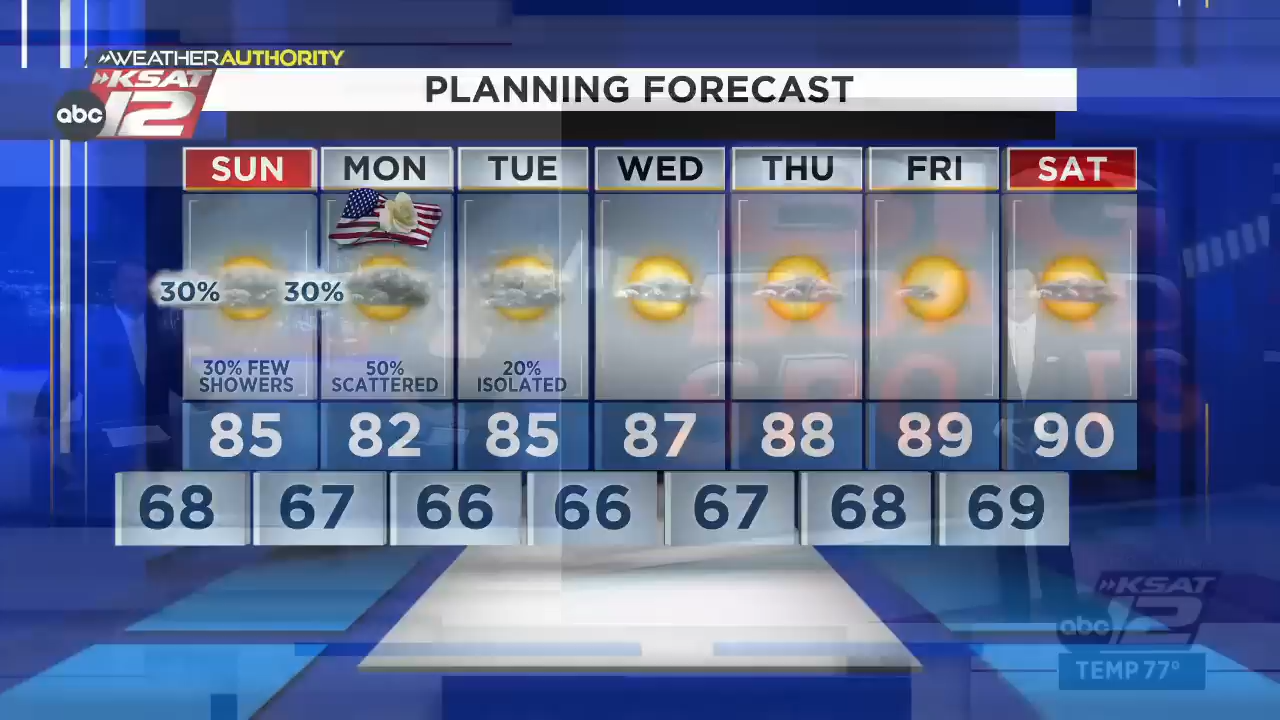 WEATHERAUTHORITY
KSAT
abc 12
PLANNING FORECAST
SUN MON TUE WED THU FRI SAT
30% 30%
30% FEW SHOWERS 50% SCATTERED 20% ISOLATED
85 82 85 87 88 89 90
68 67 66 66 67 68 69
KSAT
abc 12
TEMP 77°